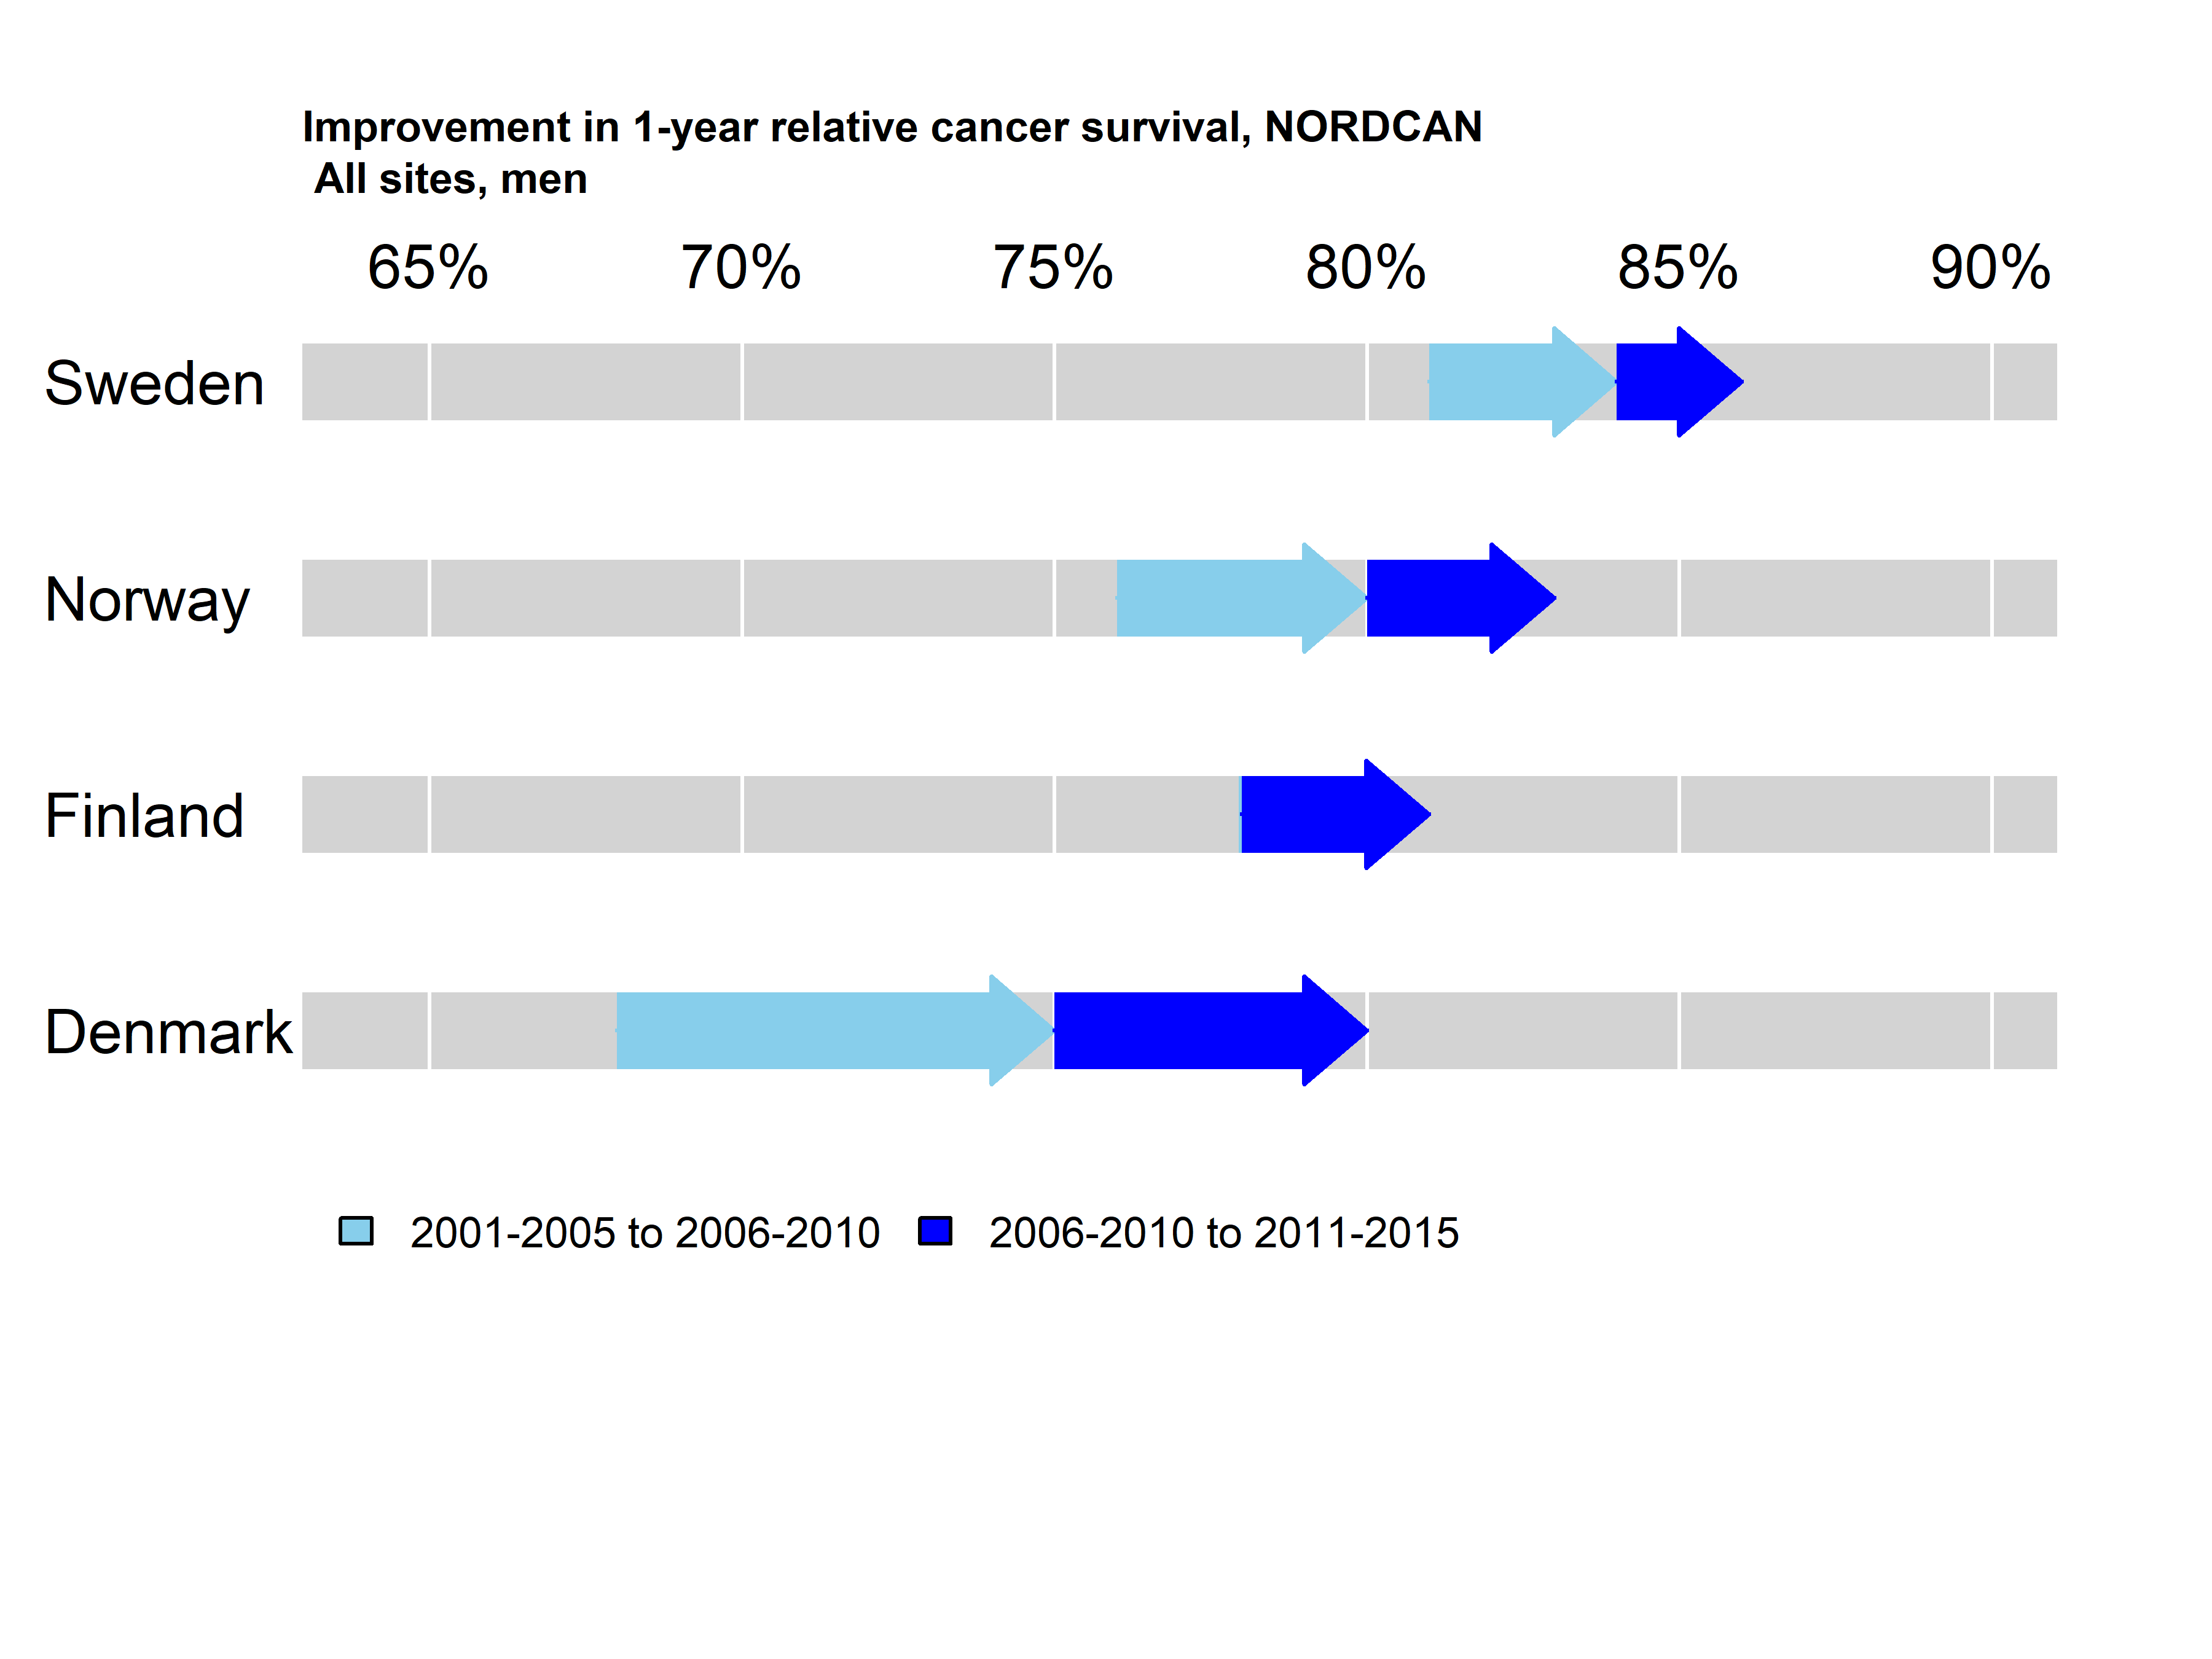 Improvement in 1-year relative cancer survival, NORDCAN
All sites, men
65% 70% 75% 80% 85% 90%
Sweden
Norway
Finland
Denmark
2001-2005 to 2006-2010 2006-2010 to 2011-2015